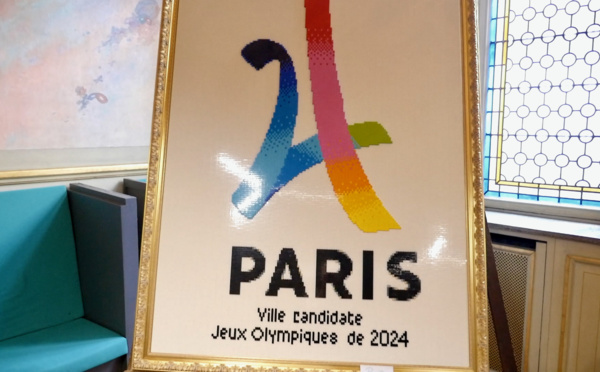 PARIS
Ville candidate
Jeux Olympiques de 2024